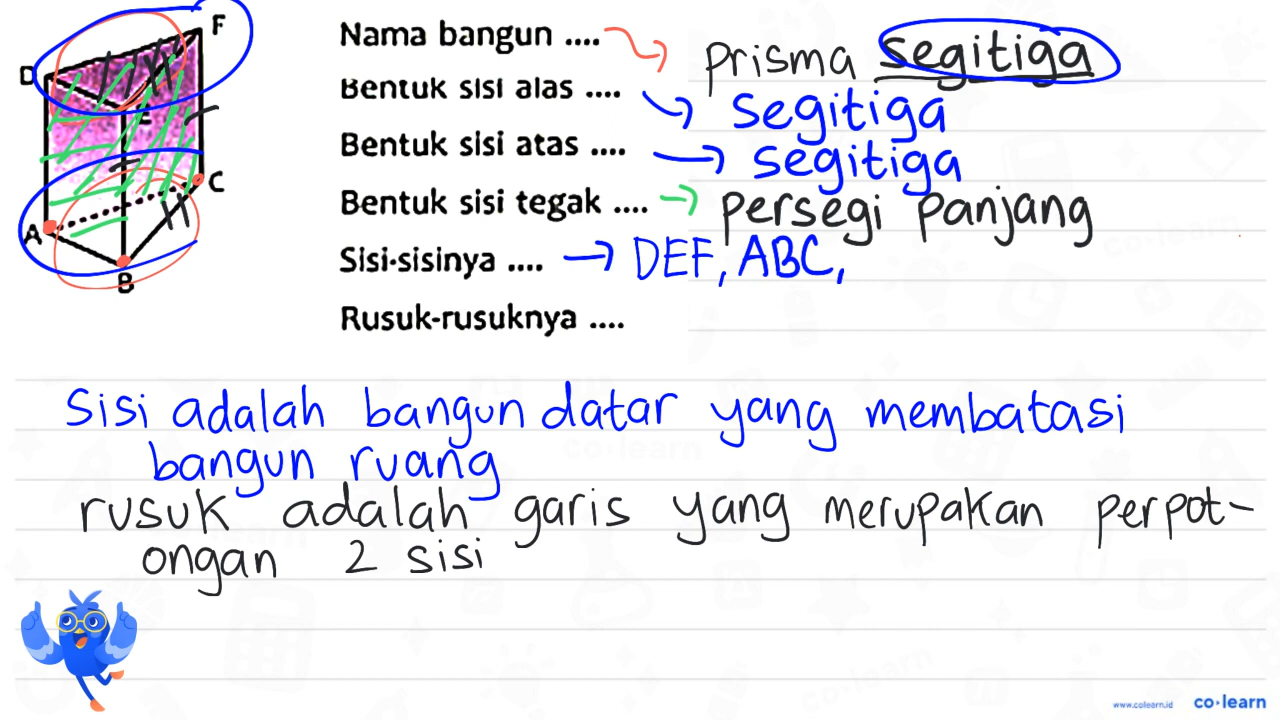 F
D
E
C
A
B
Nama bangun .... prisma segitiga
Bentuk sisi alas .... segitiga
Bentuk sisi atas .... segitiga
Bentuk sisi tegak .... persegi panjang
Sisi-sisinya .... DEF, ABC,
Rusuk-rusuknya ....
Sisi adalah bangun datar yang membatasi
bangun ruang
rusuk adalah garis yang merupakan perpot-
ongan 2 sisi
www.colearn.id co·learn